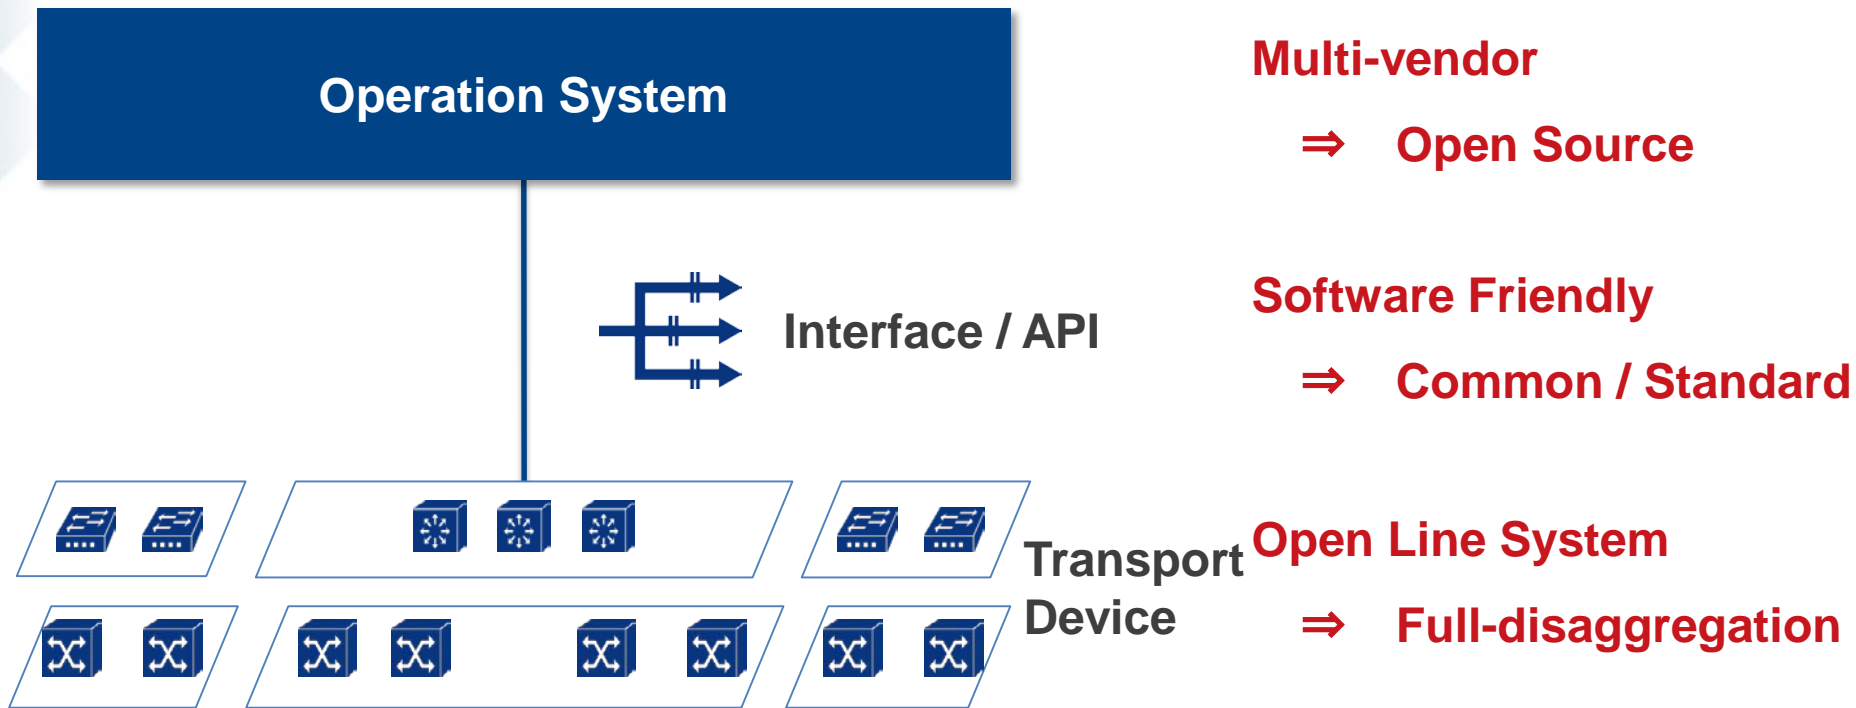 Operation System
Multi-vendor
⇒ Open Source
Interface / API
Software Friendly
⇒ Common / Standard
Transport
Device
Open Line System
⇒ Full-disaggregation